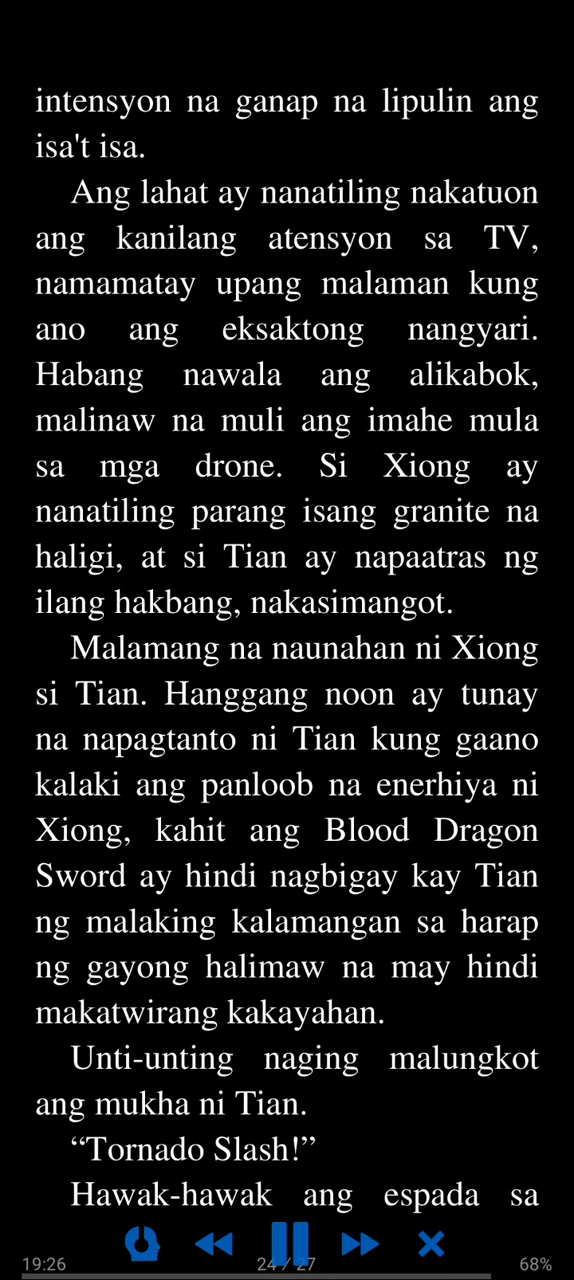 intensyon na ganap na lipulin ang
isa't isa.
Ang lahat ay nanatiling nakatuon
ang kanilang atensyon sa TV,
namamatay upang malaman kung
ano ang eksaktong nangyari.
Habang nawala ang alikabok,
malinaw na muli ang imahe mula
sa mga drone. Si Xiong ay
nanatiling parang isang granite na
haligi, at si Tian ay napaatras ng
ilang hakbang, nakasimangot.
Malamang na naunahan ni Xiong
si Tian. Hanggang noon ay tunay
na napagtanto ni Tian kung gaano
kalaki ang panloob na enerhiya ni
Xiong, kahit ang Blood Dragon
Sword ay hindi nagbigay kay Tian
ng malaking kalamangan sa harap
ng gayong halimaw na may hindi
makatwirang kakayahan.
Unti-unting naging malungkot
ang mukha ni Tian.
“Tornado Slash!”
Hawak-hawak ang espada sa
19:26 24 / 27 68%